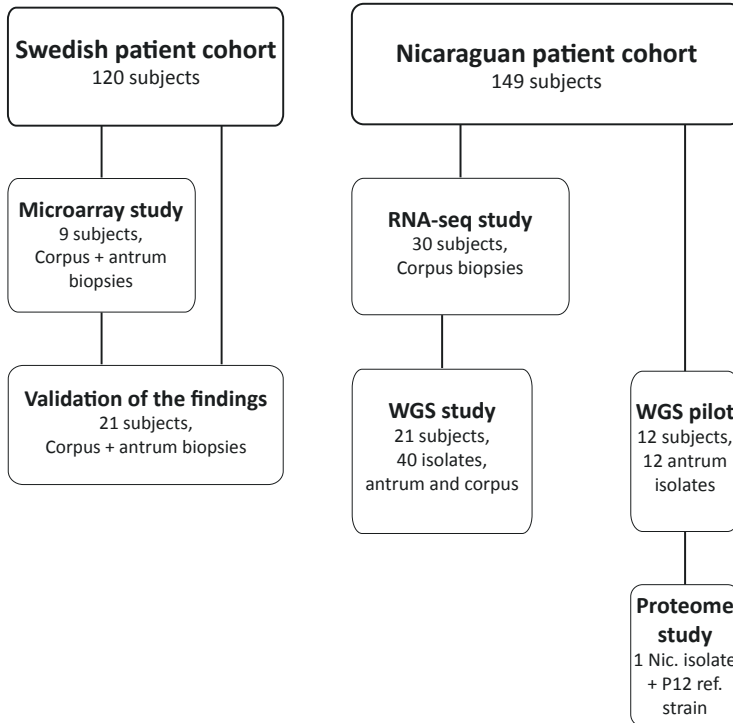 Swedish patient cohort
120 subjects
Nicaraguan patient cohort
149 subjects
Microarray study
9 subjects,
Corpus + antrum
biopsies
RNA-seq study
30 subjects,
Corpus biopsies
Validation of the findings
21 subjects,
Corpus + antrum biopsies
WGS study
21 subjects,
40 isolates,
antrum and corpus
WGS pilot
12 subjects,
12 antrum
isolates
Proteome
study
1 Nic. isolate
+ P12 ref.
strain